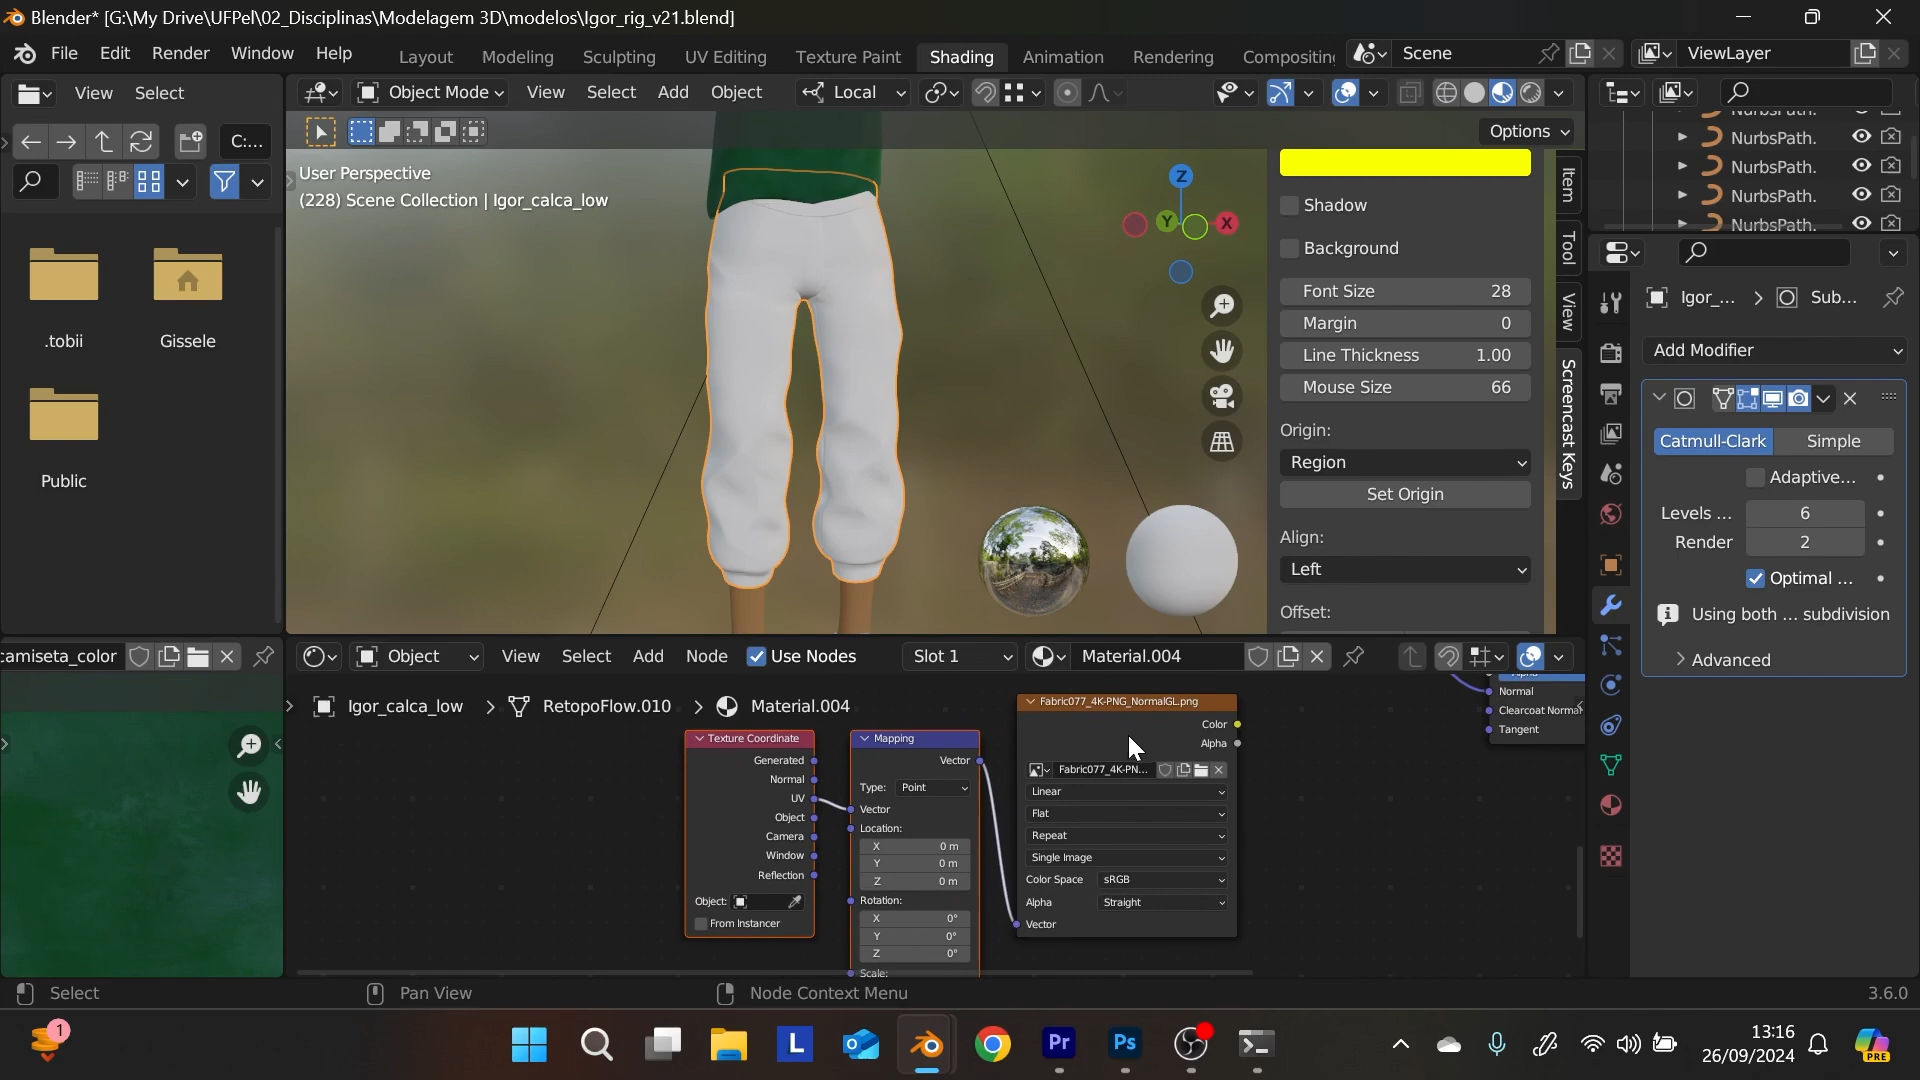 Blender* [G:\My Drive\UFPel\02_Disciplinas\Modelagem 3D\modelos\Igor_rig_v21.blend]
File Edit Render Window Help Layout Modeling Sculpting UV Editing Texture Paint Shading Animation Rendering Compositing Scene ViewLayer
View Select Object Mode View Select Add Object Local
C:...
Options
User Perspective
(228) Scene Collection | Igor_calca_low
Z
Y
X
.tobii
Gissele
Public
Shadow
Background
Font Size 28
Margin 0
Line Thickness 1.00
Mouse Size 66
Origin:
Region
Set Origin
Align:
Left
Offset:
Item
Tool
View
Screencast Keys
NurbsPath.
NurbsPath.
NurbsPath.
NurbsPath.
NurbsPath.
Igor_... Sub...
Add Modifier
Catmull-Clark Simple
Adaptive...
Levels ... 6
Render 2
Optimal ...
Using both ... subdivision
Advanced
camiseta_color
Object View Select Add Node Use Nodes Slot 1 Material.004
Igor_calca_low RetopoFlow.010 Material.004
Texture Coordinate
Generated
Normal
UV
Object
Camera
Window
Reflection
Object:
From Instancer
Mapping
Vector
Type: Point
Vector
Location:
X 0 m
Y 0 m
Z 0 m
Rotation:
X 0°
Y 0°
Z 0°
Scale:
Fabric077_4K-PNG_NormalGL.png
Color
Alpha
Fabric077_4K-PN...
Linear
Flat
Repeat
Single Image
Color Space sRGB
Alpha Straight
Vector
Alpha
Normal
Clearcoat Normal
Tangent
Select Pan View Node Context Menu 3.6.0
1
L
Pr
Ps
13:16
26/09/2024
PRE